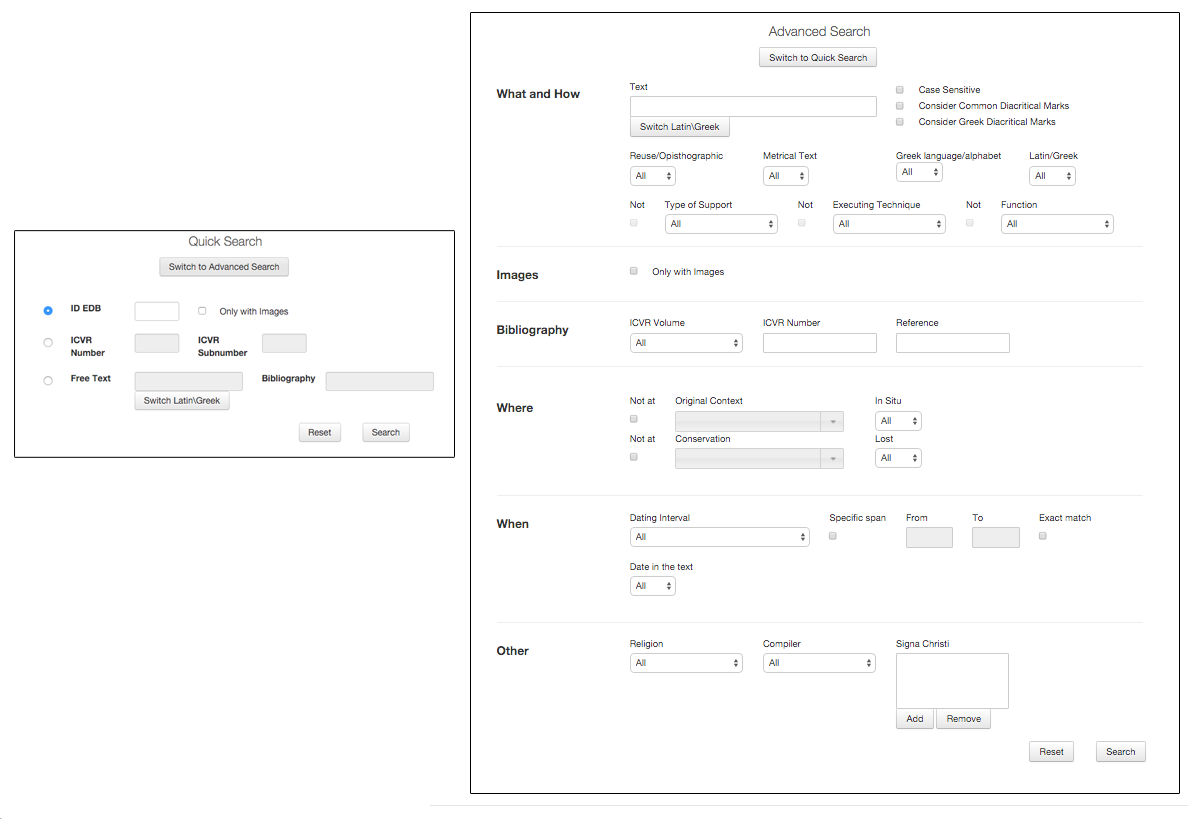 Quick Search
Switch to Advanced Search
ID EDB
Only with Images
ICVR
Number
ICVR
Subnumber
Free Text
Bibliography
Switch Latin\Greek
Reset
Search
Advanced Search
Switch to Quick Search
What and How
Text
Case Sensitive
Consider Common Diacritical Marks
Consider Greek Diacritical Marks
Switch Latin\Greek
Reuse/Opisthographic
Metrical Text
Greek language/alphabet
Latin/Greek
All
All
All
All
Not
Type of Support
Not
Executing Technique
Not
Function
All
All
All
Images
Only with Images
Bibliography
ICVR Volume
ICVR Number
Reference
All
Where
Not at
Original Context
In Situ
All
Not at
Conservation
Lost
All
When
Dating Interval
Specific span
From
To
Exact match
All
Date in the text
All
Other
Religion
Compiler
Signa Christi
All
All
Add
Remove
Reset
Search